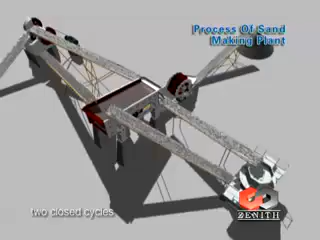 Process Of Sand
Making Plant
two closed cycles
ZENITH